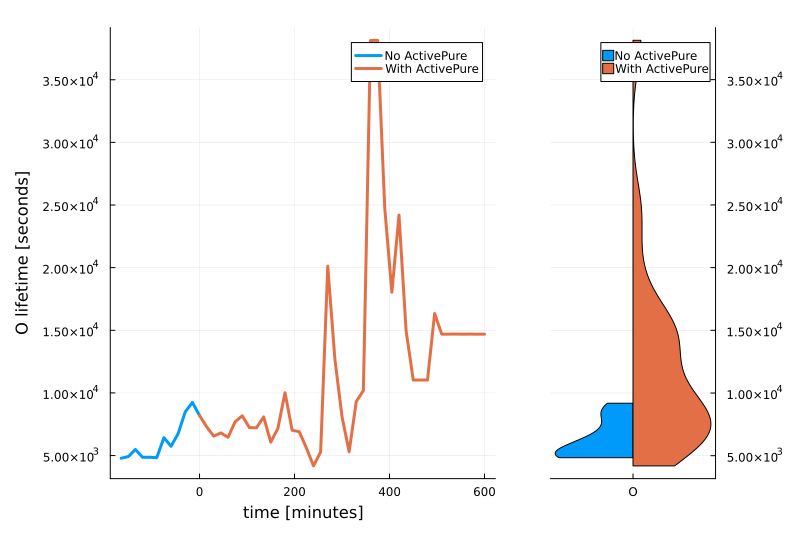 No ActivePure
With ActivePure
No ActivePure
With ActivePure
3.50×10⁴
3.00×10⁴
2.50×10⁴
2.00×10⁴
1.50×10⁴
1.00×10⁴
5.00×10³
O lifetime [seconds]
3.50×10⁴
3.00×10⁴
2.50×10⁴
2.00×10⁴
1.50×10⁴
1.00×10⁴
5.00×10³
0 200 400 600
O
time [minutes]